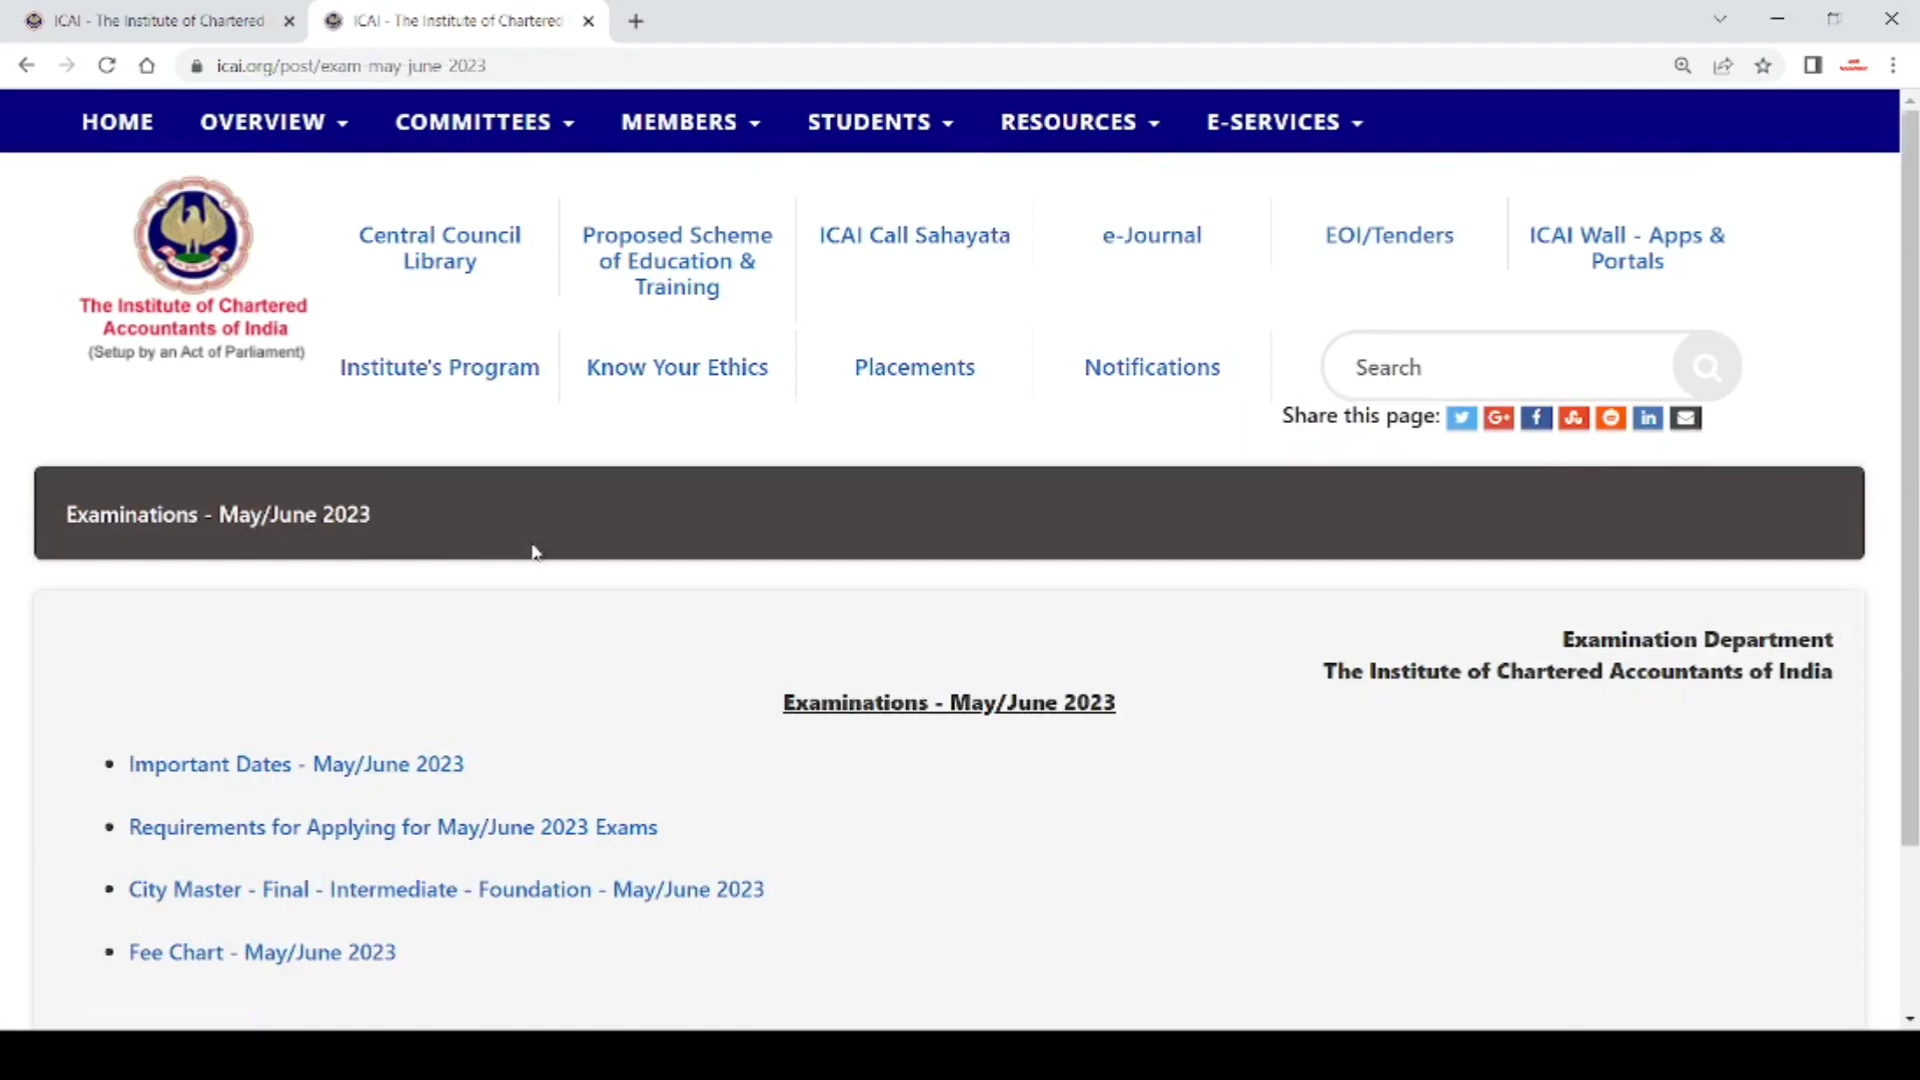 ICAI - The Institute of Chartered
ICAI - The Institute of Chartered
icai.org/post/exam-may-june-2023
HOME OVERVIEW COMMITTEES MEMBERS STUDENTS RESOURCES E-SERVICES
The Institute of Chartered
Accountants of India
(Setup by an Act of Parliament)
Central Council
Library
Proposed Scheme
of Education &
Training
ICAI Call Sahayata
e-Journal
EOI/Tenders
ICAI Wall - Apps &
Portals
Institute's Program
Know Your Ethics
Placements
Notifications
Search
Share this page:
G+
f
in
Examinations - May/June 2023
Examination Department
The Institute of Chartered Accountants of India
Examinations - May/June 2023
Important Dates - May/June 2023
Requirements for Applying for May/June 2023 Exams
City Master - Final - Intermediate - Foundation - May/June 2023
Fee Chart - May/June 2023